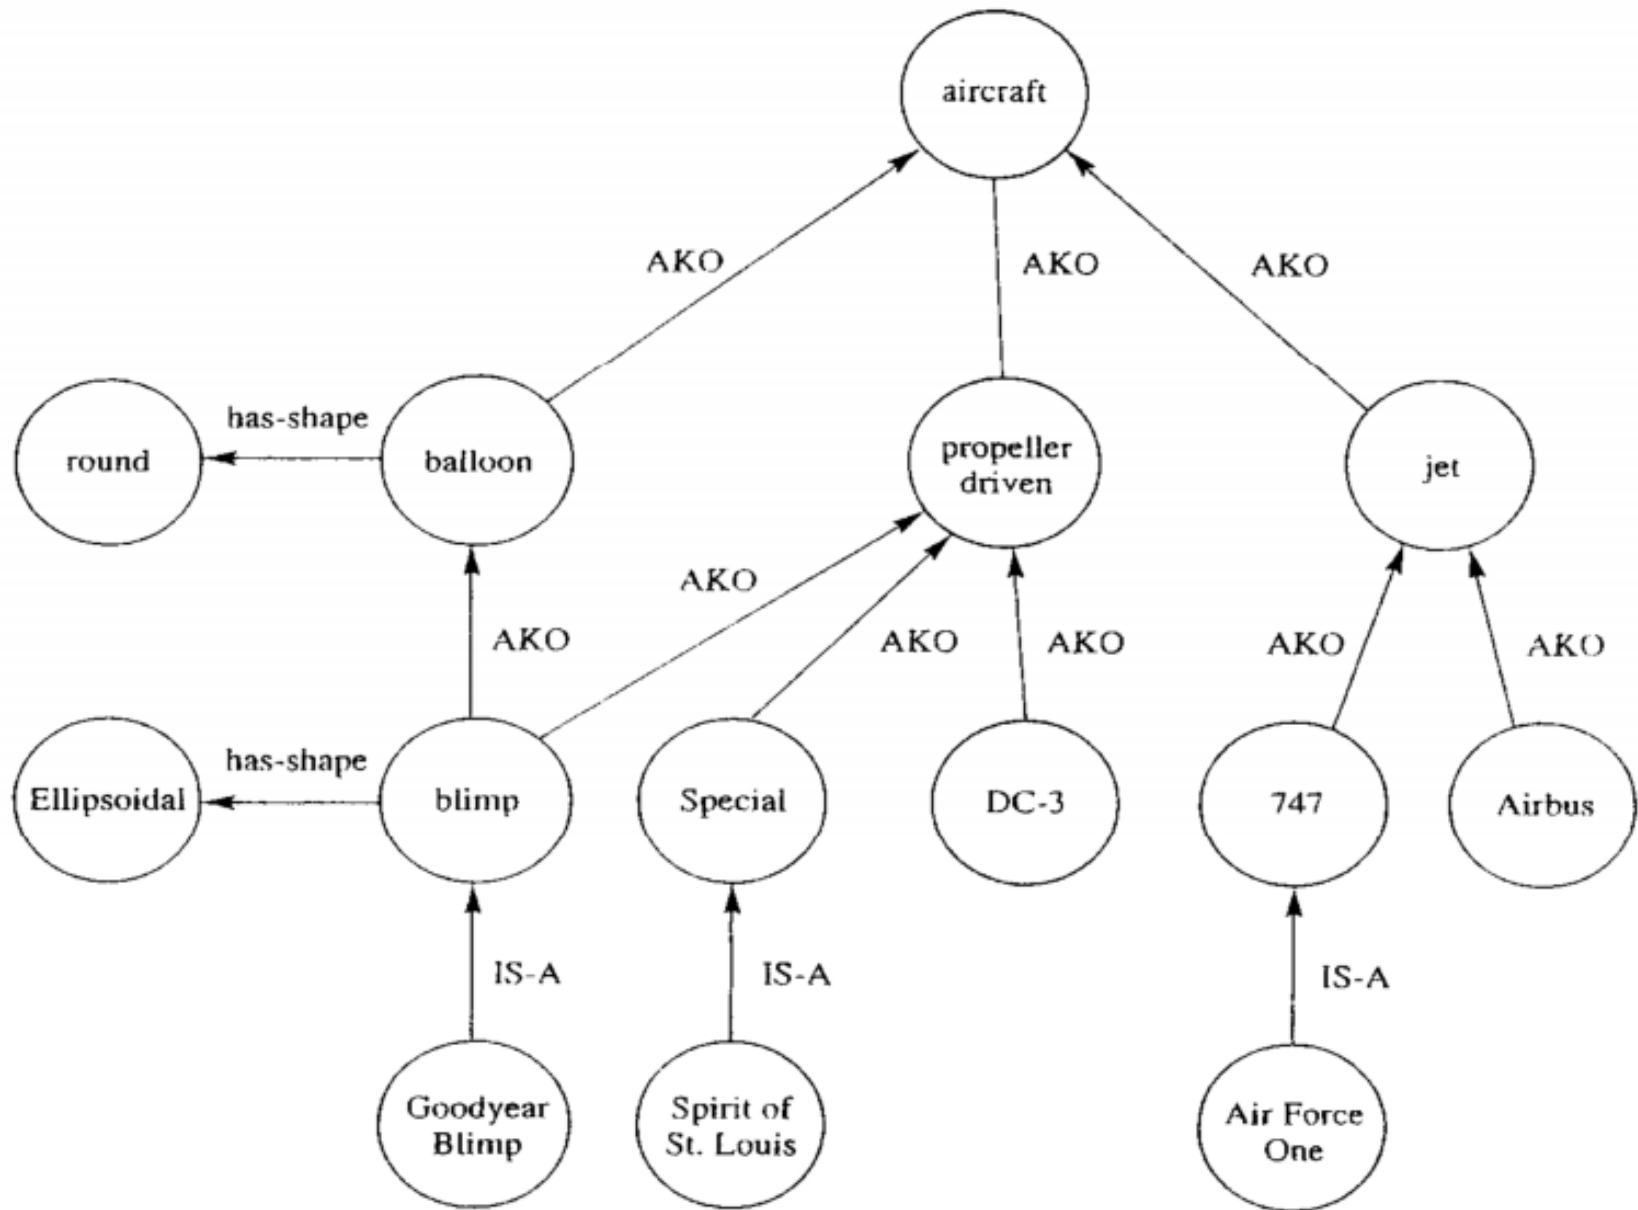 aircraft
AKO
AKO
AKO
round
has-shape
balloon
propeller
driven
jet
AKO
AKO
AKO
AKO
AKO
AKO
Ellipsoidal
has-shape
blimp
Special
DC-3
747
Airbus
IS-A
IS-A
IS-A
Goodyear
Blimp
Spirit of
St. Louis
Air Force
One